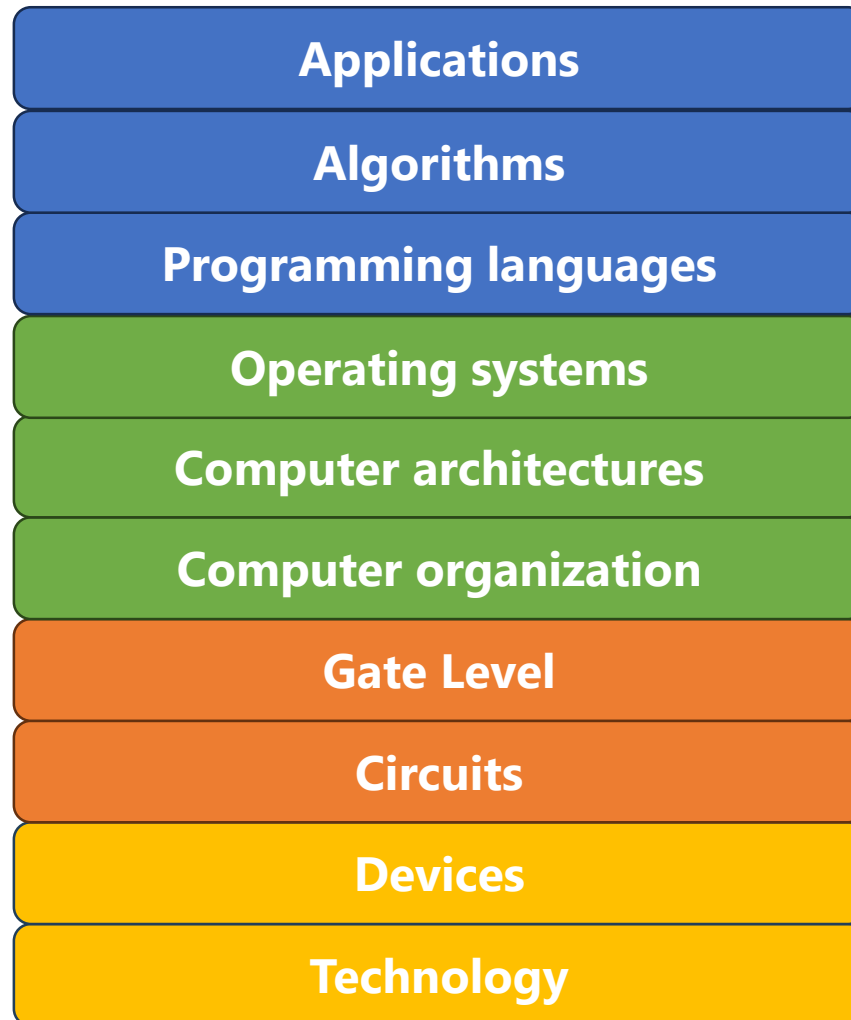 Applications
Algorithms
Programming languages
Operating systems
Computer architectures
Computer organization
Gate Level
Circuits
Devices
Technology